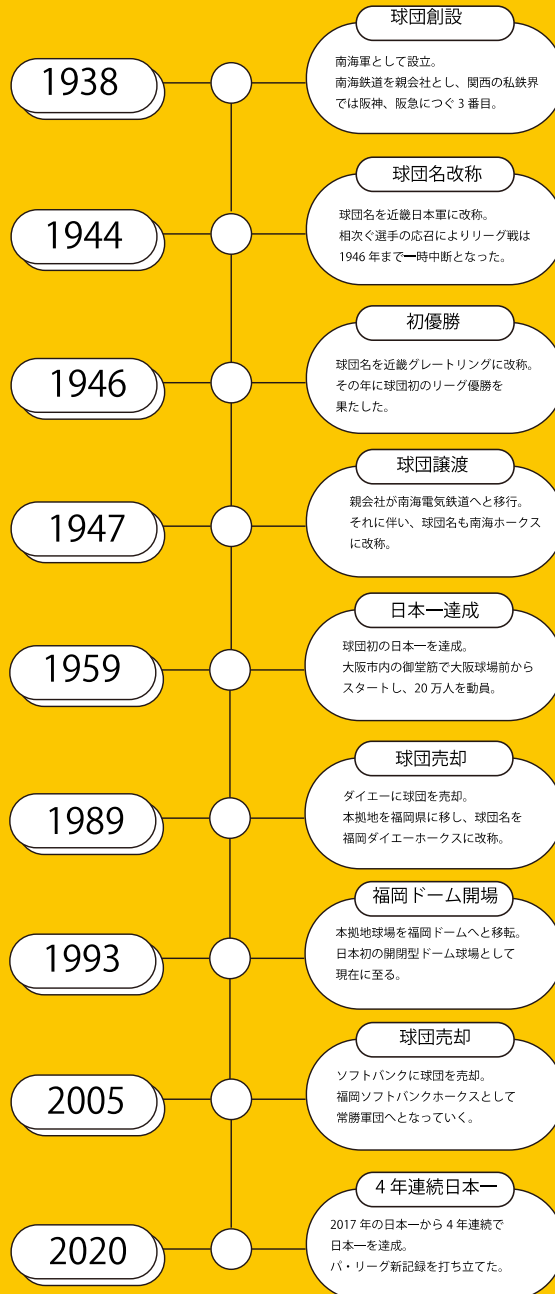 1938
球団創設
南海軍として設立。
南海鉄道を親会社とし、関西の私鉄界
では阪神、阪急につぐ 3 番目。
1944
球団名改称
球団名を近畿日本軍に改称。
相次ぐ選手の応召によりリーグ戦は
1946 年まで一時中断となった。
1946
初優勝
球団名を近畿グレートリングに改称。
その年に球団初のリーグ優勝を
果たした。
1947
球団譲渡
親会社が南海電気鉄道へと移行。
それに伴い、球団名も南海ホークス
に改称。
1959
日本一達成
球団初の日本一を達成。
大阪市内の御堂筋で大阪球場前から
スタートし、20 万人を動員。
1989
球団売却
ダイエーに球団を売却。
本拠地を福岡県に移し、球団名を
福岡ダイエーホークスに改称。
1993
福岡ドーム開場
本拠地球場を福岡ドームへと移転。
日本初の開閉型ドーム球場として
現在に至る。
2005
球団売却
ソフトバンクに球団を売却。
福岡ソフトバンクホークスとして
常勝軍団へとなっていく。
2020
4 年連続日本一
2017 年の日本一から 4 年連続で
日本一を達成。
パ・リーグ新記録を打ち立てた。